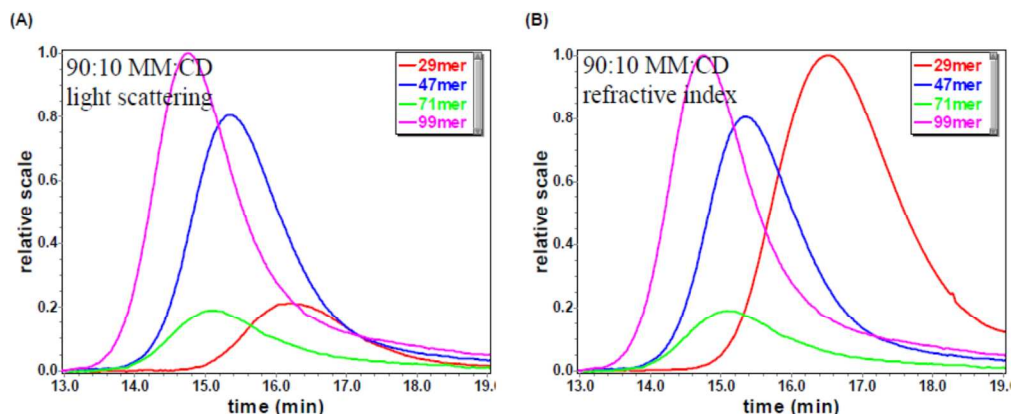 (A)
90:10 MM:CD
light scattering
29mer
47mer
71mer
99mer
relative scale
1.0
0.8
0.6
0.4
0.2
0.0
13.0 14.0 15.0 16.0 17.0 18.0 19.0
time (min)
(B)
90:10 MM:CD
refractive index
29mer
47mer
71mer
99mer
relative scale
1.0
0.8
0.6
0.4
0.2
0.0
13.0 14.0 15.0 16.0 17.0 18.0 19.0
time (min)